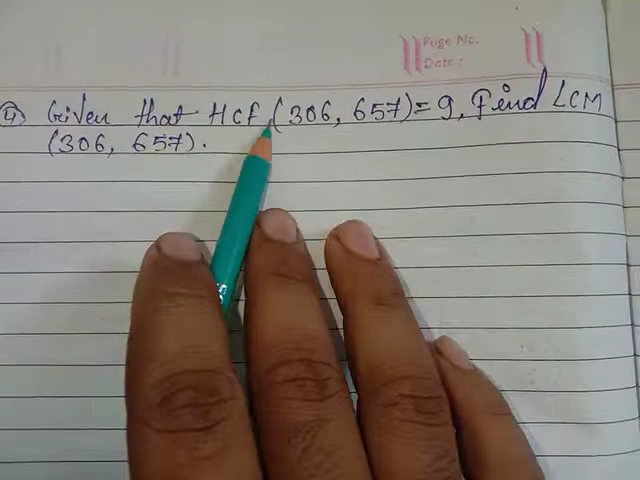 Page No.
Date:
④ Given that HCF (306, 657) = 9, Find LCM
(306, 657).